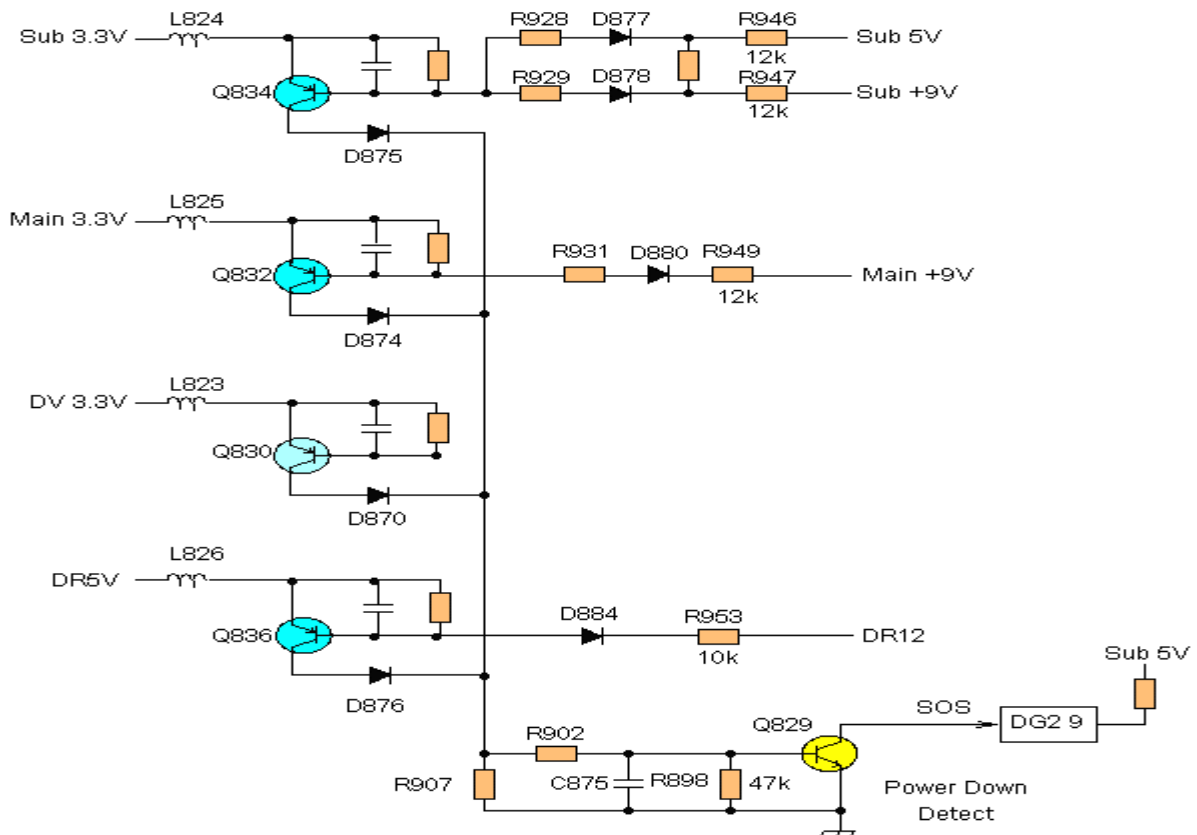 L824
R928 D877 R946
Sub 3.3V
Sub 5V
12k
Q834
R929 D878 R947
Sub +9V
12k
D875
L825
Main 3.3V
R931 D880 R949
Q832
Main +9V
12k
D874
L823
DV 3.3V
Q830
D870
L826
DR5V
D884 R953
Q836
DR12
10k
D876
Sub 5V
SOS
DG2 9
Q829
R902
R907
C875 R898 47k
Power Down
Detect